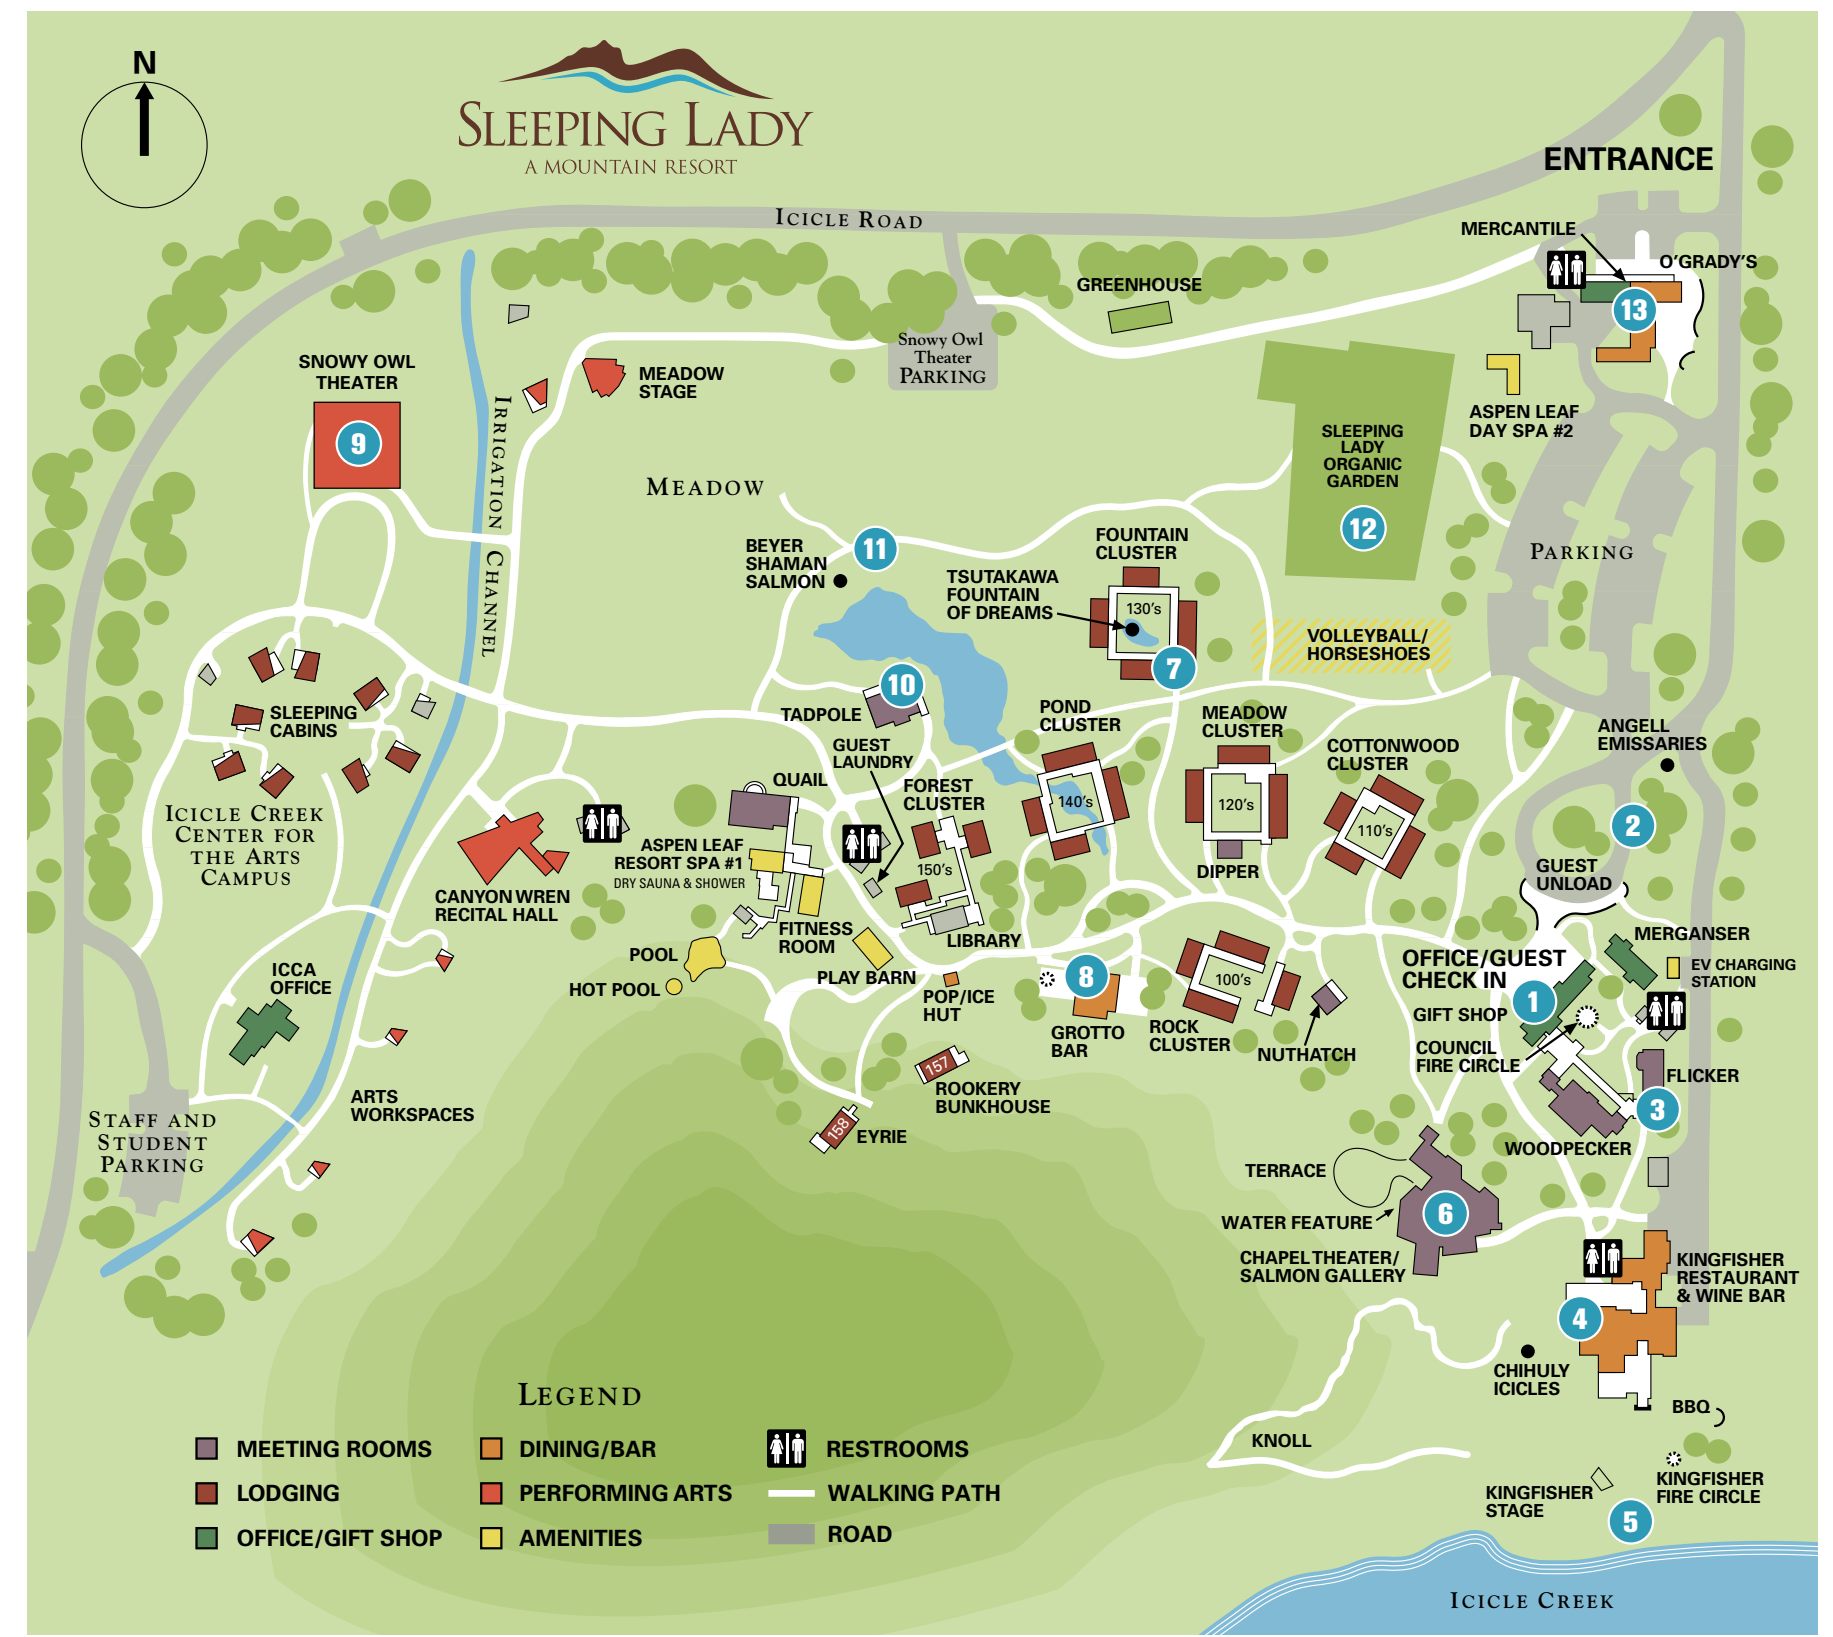 N
SLEEPING LADY
A MOUNTAIN RESORT
ICICLE ROAD
ENTRANCE
MERCANTILE
O'GRADY'S
13
GREENHOUSE
Snowy Owl
Theater
PARKING
SNOWY OWL
THEATER
9
MEADOW
STAGE
IRRIGATION CHANNEL
ASPEN LEAF
DAY SPA #2
SLEEPING
LADY
ORGANIC
GARDEN
12
MEADOW
PARKING
BEYER
SHAMAN
SALMON
11
FOUNTAIN
CLUSTER
TSUTAKAWA
FOUNTAIN
OF DREAMS
130's
7
VOLLEYBALL/
HORSESHOES
10
TADPOLE
SLEEPING
CABINS
POND
CLUSTER
140's
MEADOW
CLUSTER
120's
DIPPER
COTTONWOOD
CLUSTER
110's
ANGELL
EMISSARIES
2
GUEST
UNLOAD
GUEST
LAUNDRY
QUAIL
FOREST
CLUSTER
150's
LIBRARY
ICICLE CREEK
CENTER FOR
THE ARTS
CAMPUS
ASPEN LEAF
RESORT SPA #1
DRY SAUNA & SHOWER
CANYON WREN
RECITAL HALL
FITNESS
ROOM
POOL
HOT POOL
PLAY BARN
POP/ICE
HUT
8
GROTTO
BAR
100's
ROCK
CLUSTER
NUTHATCH
OFFICE/GUEST
CHECK IN
1
GIFT SHOP
COUNCIL
FIRE CIRCLE
MERGANSER
EV CHARGING
STATION
FLICKER
3
WOODPECKER
ICCA
OFFICE
ARTS
WORKSPACES
STAFF AND
STUDENT
PARKING
157
ROOKERY
BUNKHOUSE
158
EYRIE
TERRACE
WATER FEATURE
6
CHAPEL THEATER/
SALMON GALLERY
KINGFISHER
RESTAURANT
& WINE BAR
4
CHIHULY
ICICLES
BBQ
KNOLL
KINGFISHER
STAGE
KINGFISHER
FIRE CIRCLE
5
ICICLE CREEK
LEGEND
MEETING ROOMS
LODGING
OFFICE/GIFT SHOP
DINING/BAR
PERFORMING ARTS
AMENITIES
RESTROOMS
WALKING PATH
ROAD